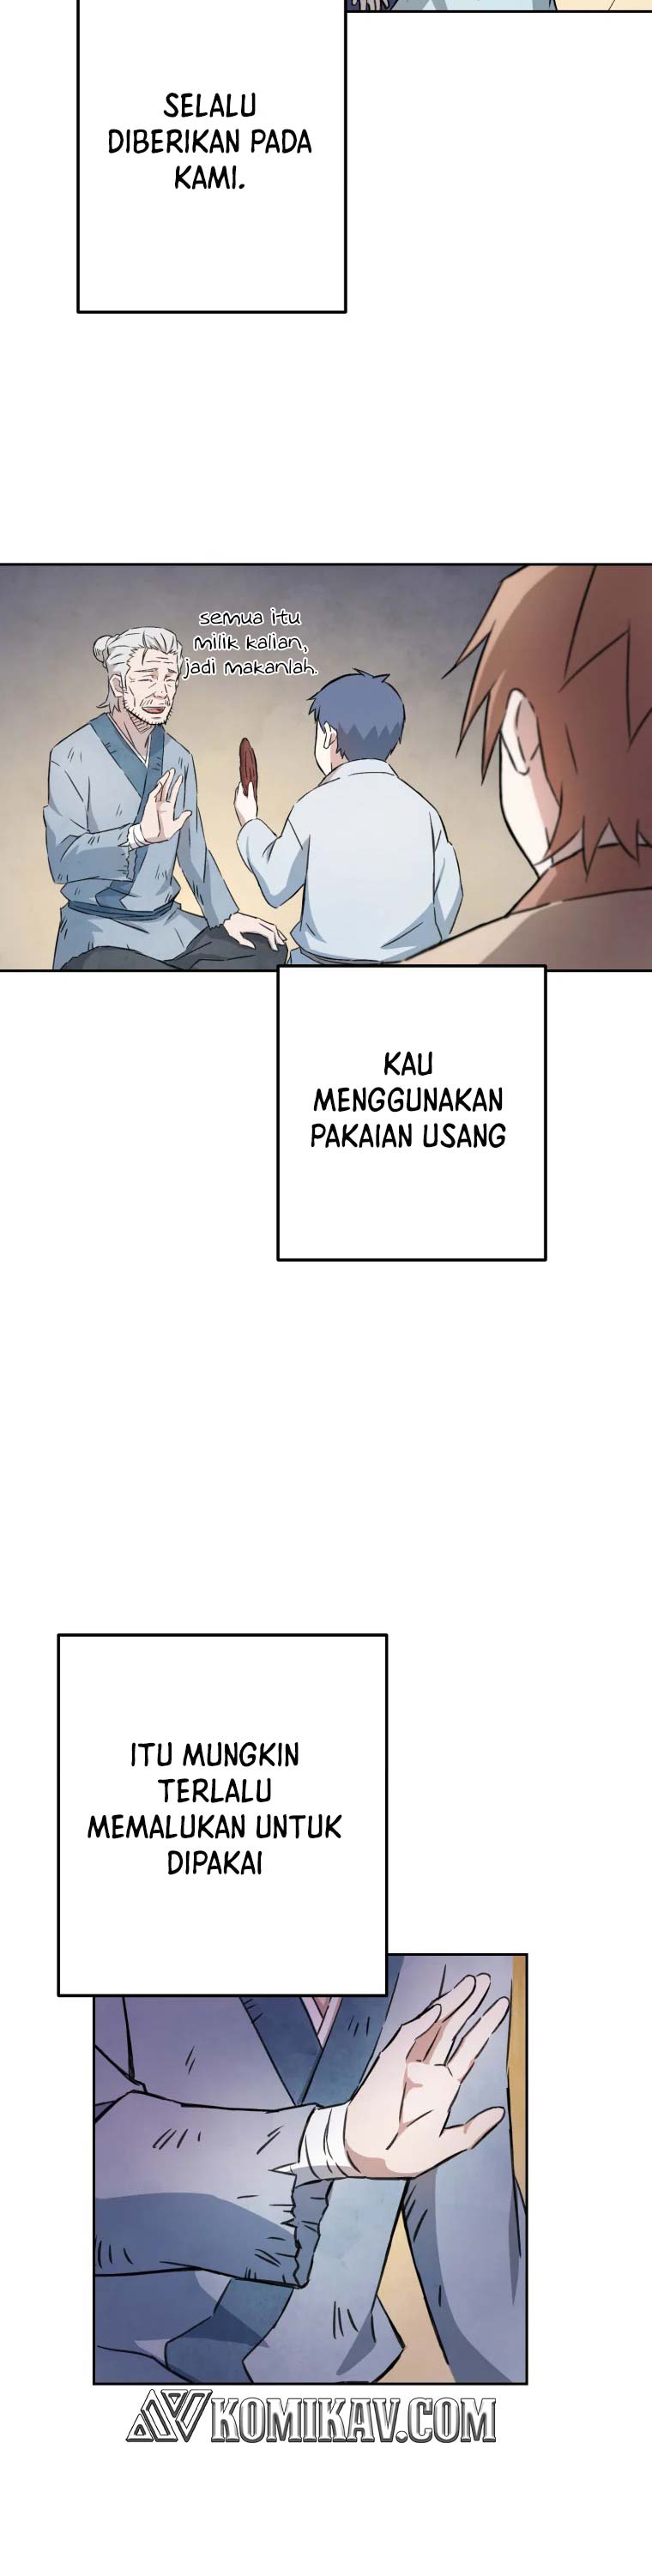 SELALU
DIBERIKAN PADA
KAMI.
semua itu
milik kalian,
jadi makanlah.
KAU
MENGGUNAKAN
PAKAIAN USANG
ITU MUNGKIN
TERLALU
MEMALUKAN UNTUK
DIPAKAI
KOMIKAV.COM